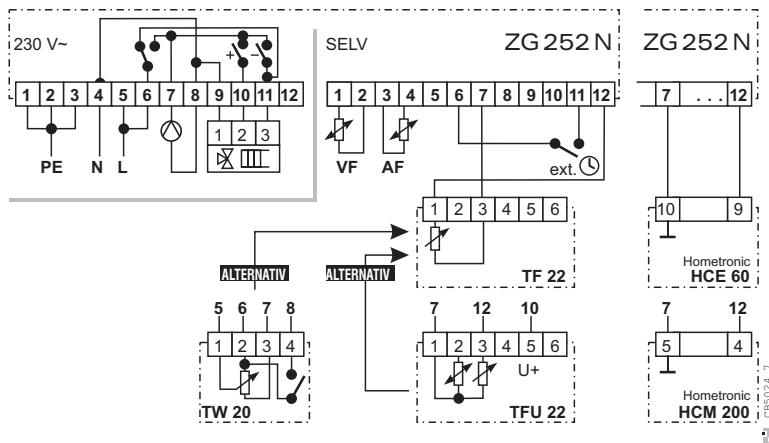 230 V~ SELV ZG 252 N ZG 252 N
+ −
1 2 3 4 5 6 7 8 9 10 11 12 1 2 3 4 5 6 7 8 9 10 11 12 7 . . . 12
1 2 3
PE N L VF AF ext.
1 2 3 4 5 6 10 9
Hometronic
ALTERNATIV ALTERNATIV TF 22 HCE 60
5 6 7 8 7 12 10 7 12
1 2 3 4 1 2 3 4 5 6 5 4
U+
Hometronic
TW 20 TFU 22 HCM 200
CB5024_7